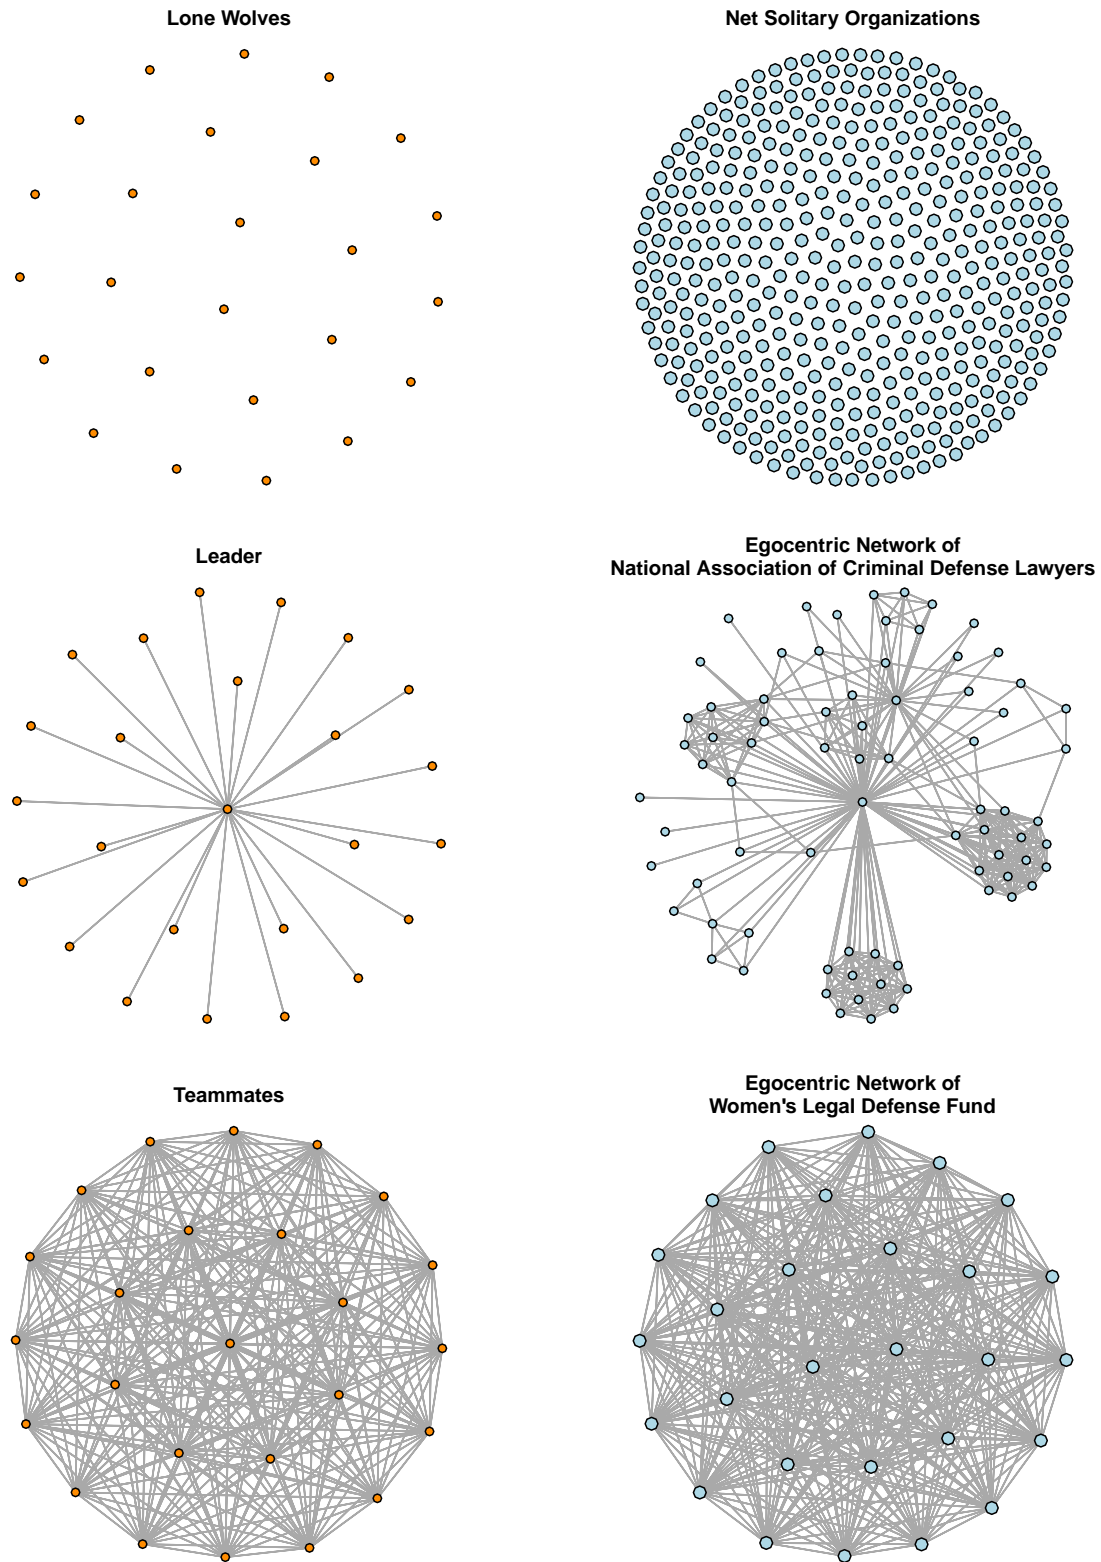 Lone Wolves
Net Solitary Organizations
Leader
Egocentric Network of
National Association of Criminal Defense Lawyers
Teammates
Egocentric Network of
Women's Legal Defense Fund